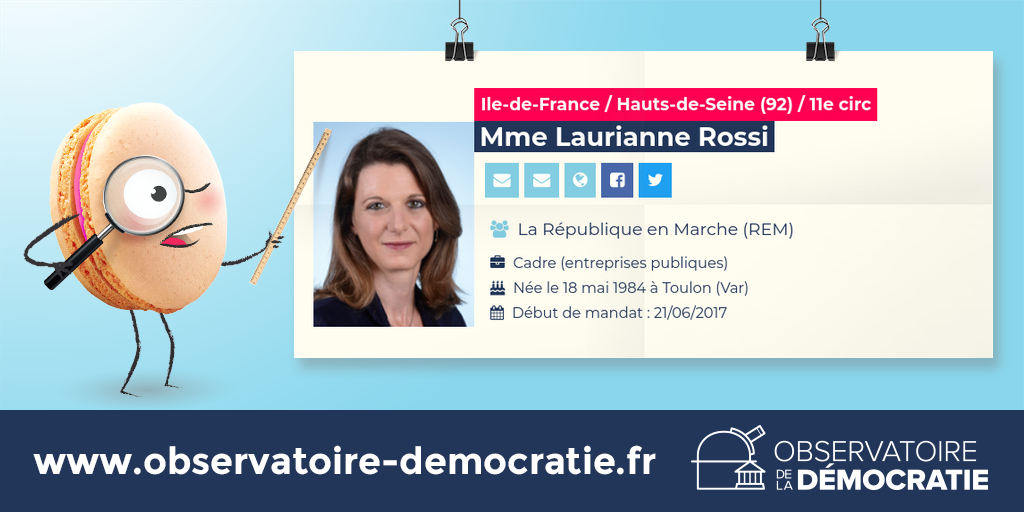 Ile-de-France / Hauts-de-Seine (92) / 11e circ
Mme Laurianne Rossi
La République en Marche (REM)
Cadre (entreprises publiques)
Née le 18 mai 1984 à Toulon (Var)
Début de mandat : 21/06/2017
www.observatoire-democratie.fr
OBSERVATOIRE
DE LA DÉMOCRATIE